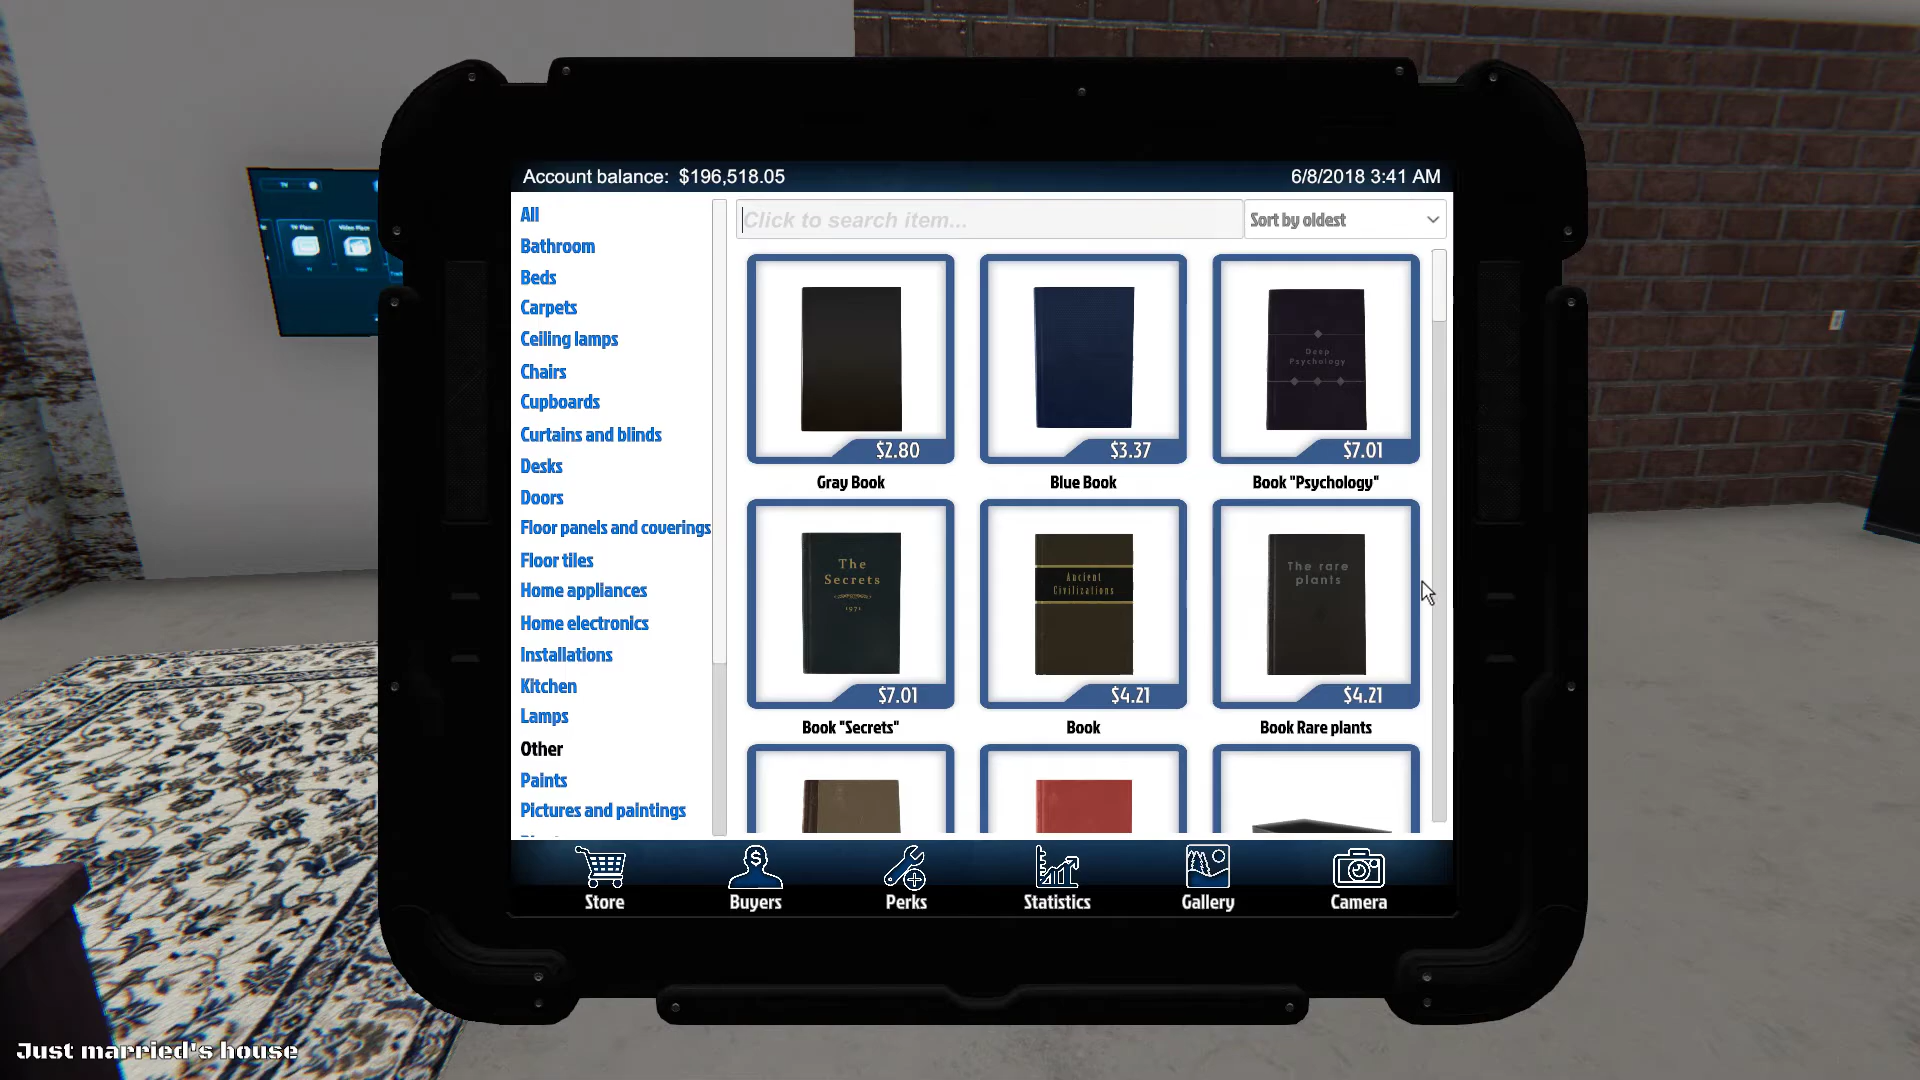 Account balance: $196,518.05
6/8/2018 3:41 AM
All
Bathroom
Beds
Carpets
Ceiling lamps
Chairs
Cupboards
Curtains and blinds
Desks
Doors
Floor panels and coverings
Floor tiles
Home appliances
Home electronics
Installations
Kitchen
Lamps
Other
Paints
Pictures and paintings
Click to search item...
Sort by oldest
$2.80
Gray Book
$3.37
Blue Book
Deep
Psychology
$7.01
Book "Psychology"
The
Secrets
1971
$7.01
Book "Secrets"
Ancient
Civilizations
$4.21
Book
The rare
plants
$4.21
Book Rare plants
Store
Buyers
Perks
Statistics
Gallery
Camera
Just married's house